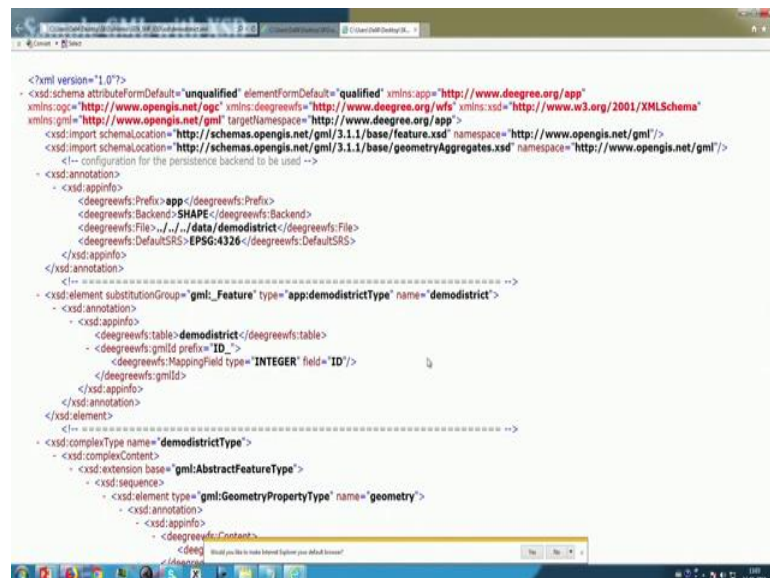 Convert Select
<?xml version="1.0"?>
- <xsd:schema attributeFormDefault="unqualified" elementFormDefault="qualified" xmlns:app="http://www.deegree.org/app"
xmlns:ogc="http://www.opengis.net/ogc" xmlns:deegreewfs="http://www.deegree.org/wfs" xmlns:xsd="http://www.w3.org/2001/XMLSchema"
xmlns:gml="http://www.opengis.net/gml" targetNamespace="http://www.deegree.org/app">
<xsd:import schemaLocation="http://schemas.opengis.net/gml/3.1.1/base/feature.xsd" namespace="http://www.opengis.net/gml"/>
<xsd:import schemaLocation="http://schemas.opengis.net/gml/3.1.1/base/geometryAggregates.xsd" namespace="http://www.opengis.net/gml"/>
<!-- configuration for the persistence backend to be used -->
- <xsd:annotation>
- <xsd:appinfo>
<deegreewfs:Prefix>app</deegreewfs:Prefix>
<deegreewfs:Backend>SHAPE</deegreewfs:Backend>
<deegreewfs:File>../../../data/demodistrict</deegreewfs:File>
<deegreewfs:DefaultSRS>EPSG:4326</deegreewfs:DefaultSRS>
</xsd:appinfo>
</xsd:annotation>
<!-- ============================================================ -->
- <xsd:element substitutionGroup="gml:_Feature" type="app:demodistrictType" name="demodistrict">
- <xsd:annotation>
- <xsd:appinfo>
<deegreewfs:table>demodistrict</deegreewfs:table>
- <deegreewfs:gmlId prefix="ID_">
<deegreewfs:MappingField type="INTEGER" field="ID"/>
</deegreewfs:gmlId>
</xsd:appinfo>
</xsd:annotation>
</xsd:element>
<!-- ============================================================ -->
- <xsd:complexType name="demodistrictType">
- <xsd:complexContent>
- <xsd:extension base="gml:AbstractFeatureType">
- <xsd:sequence>
- <xsd:element type="gml:GeometryPropertyType" name="geometry">
- <xsd:annotation>
- <xsd:appinfo>
- <deegreewfs:Content>
<deeg
Would you like to make Internet Explorer your default browser? Yes No